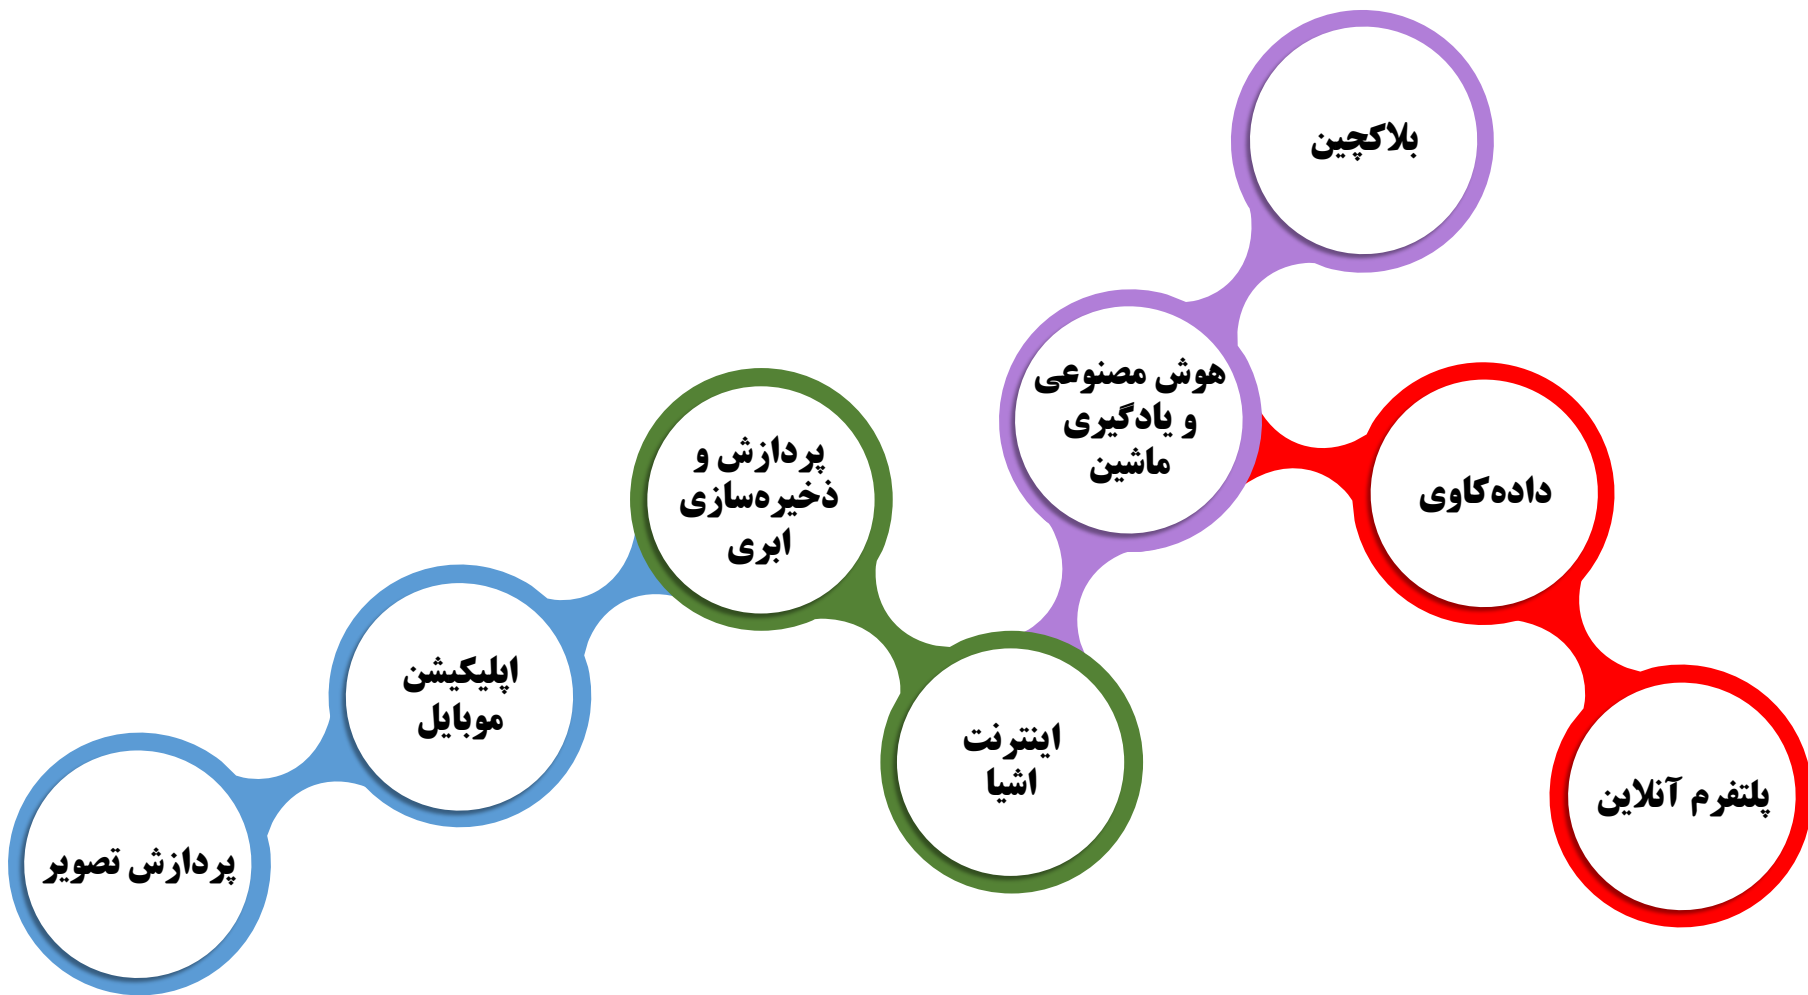 بلاکچین
هوش مصنوعی
و یادگیری
ماشین
داده‌کاوی
پردازش و
ذخیره‌سازی
ابری
اپلیکیشن
موبایل
اینترنت
اشیا
پلتفرم آنلاین
پردازش تصویر